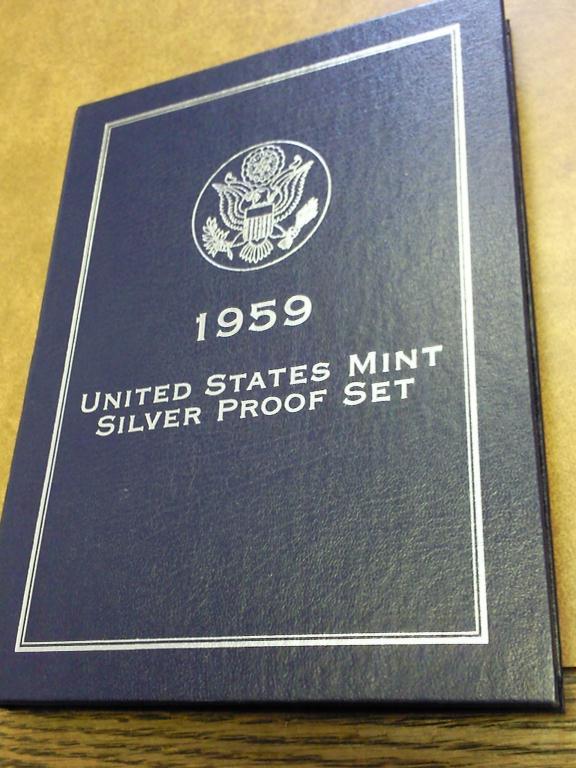 1959
United States Mint
Silver Proof Set